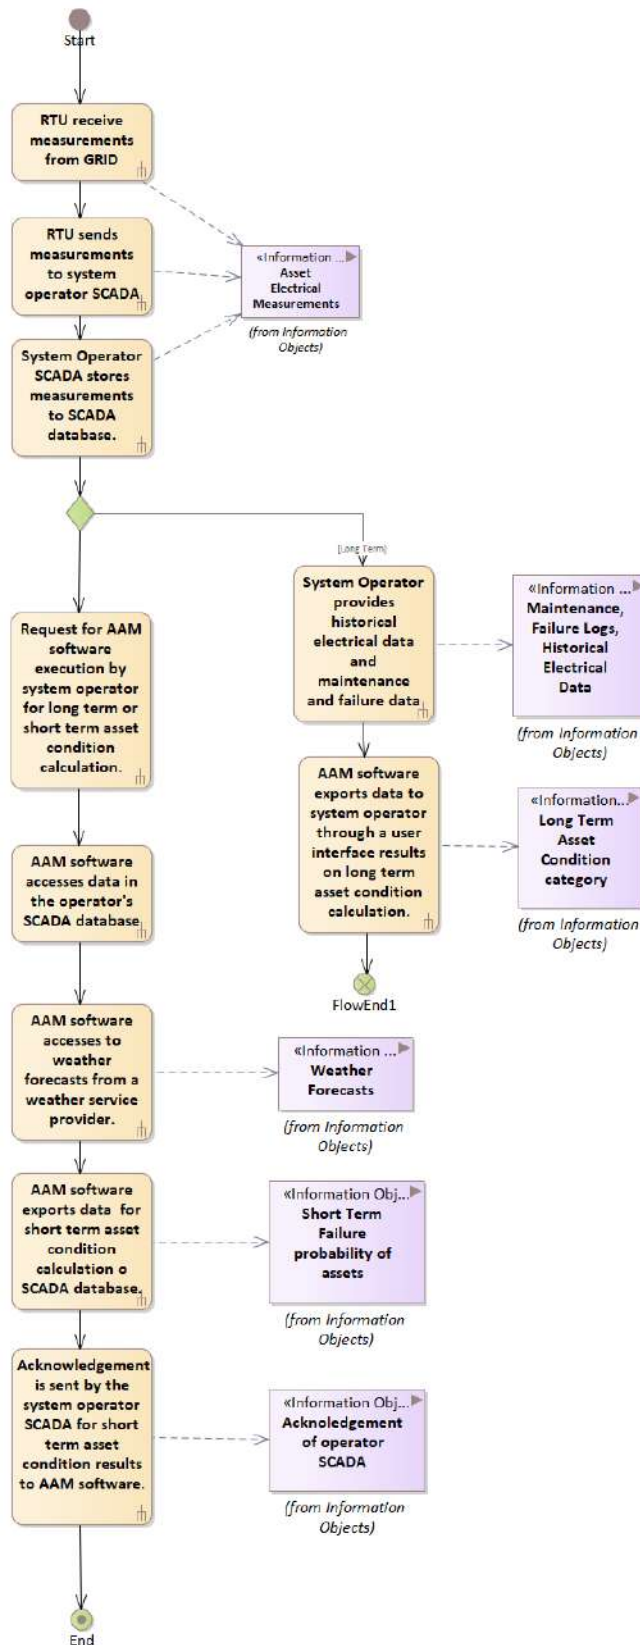 Start
RTU receive
measurements
from GRID
RTU sends
measurements
to system
operator SCADA
«Information ...
Asset
Electrical
Measurements
(from Information
Objects)
System Operator
SCADA stores
measurements
to SCADA
database.
[Long Term]
System Operator
provides
historical
electrical data
and
maintenance
and failure data
«Information ...
Maintenance,
Failure Logs,
Historical
Electrical
Data
(from Information
Objects)
Request for AAM
software
execution by
system operator
for long term or
short term asset
condition
calculation.
AAM software
exports data to
system operator
through a user
interface results
on long term
asset condition
calculation.
«Information...
Long Term
Asset
Condition
category
(from Information
Objects)
AAM software
accesses data in
the operator's
SCADA database
FlowEnd1
AAM software
accesses to
weather
forecasts from a
weather service
provider.
«Information ...
Weather
Forecasts
(from Information
Objects)
AAM software
exports data for
short term asset
condition
calculation o
SCADA database.
«Information Obj...
Short Term
Failure
probability of
assets
(from Information
Objects)
Acknowledgement
is sent by the
system operator
SCADA for short
term asset
condition results
to AAM software.
«Information Obj...
Acknoledgement
of operator
SCADA
(from Information
Objects)
End